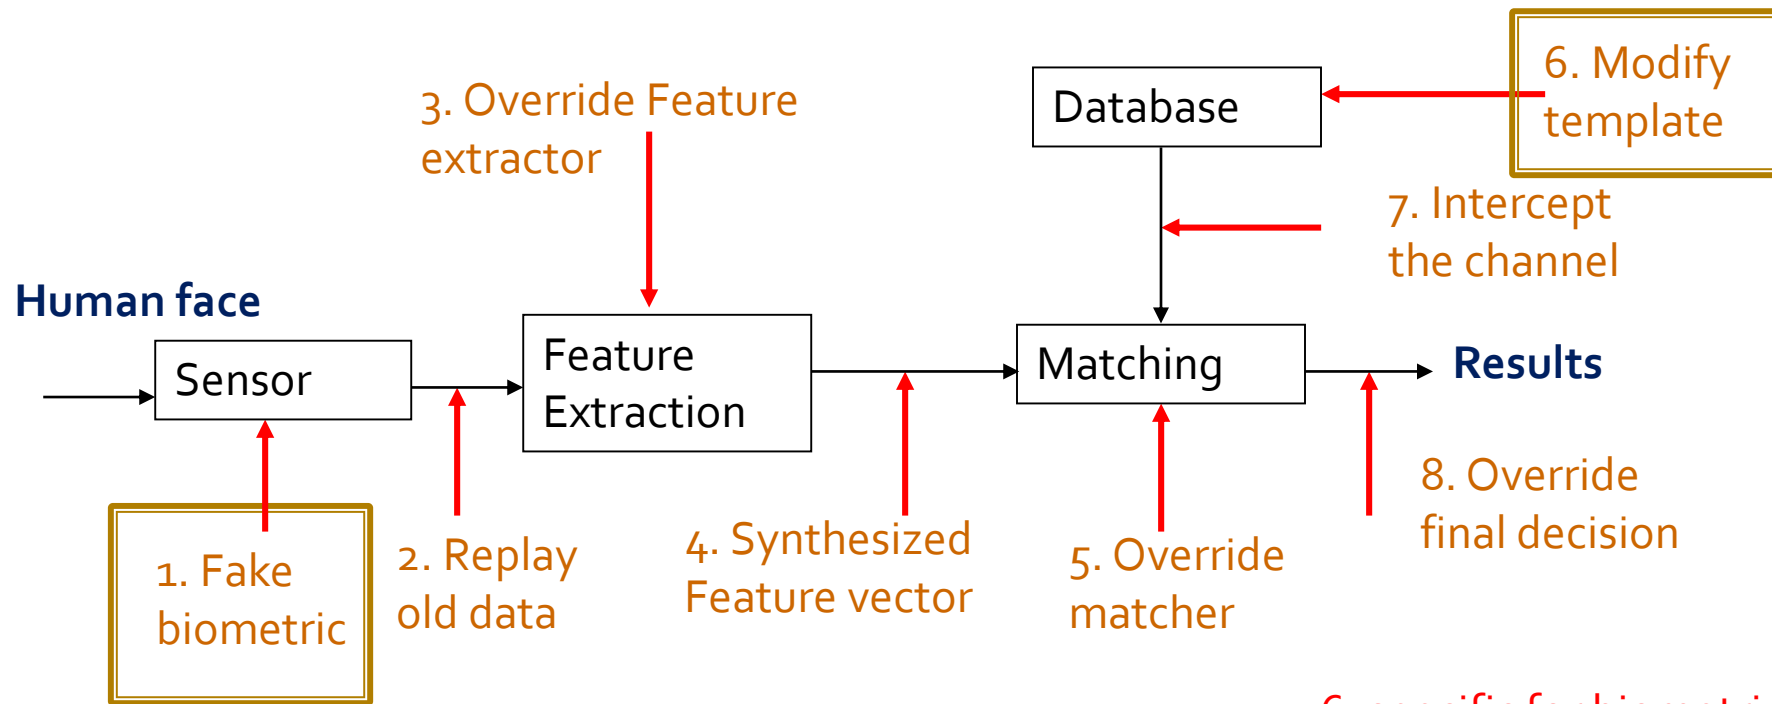 6. Modify
template
3. Override Feature
extractor
Database
7. Intercept
the channel
Human face
Sensor
Feature
Extraction
Matching
Results
1. Fake
biometric
2. Replay
old data
4. Synthesized
Feature vector
5. Override
matcher
8. Override
final decision